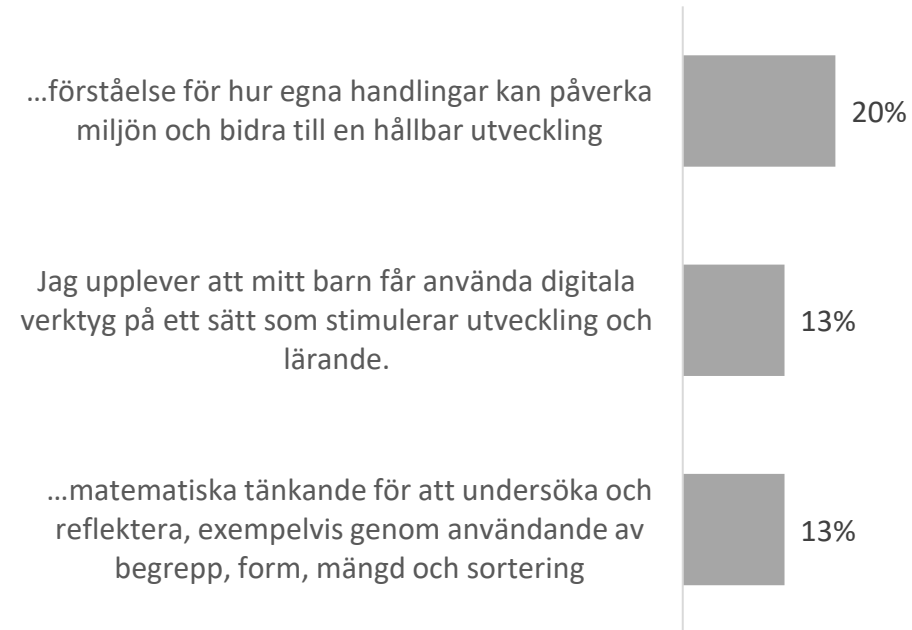 ...förståelse för hur egna handlingar kan påverka
miljön och bidra till en hållbar utveckling
20%
Jag upplever att mitt barn får använda digitala
verktyg på ett sätt som stimulerar utveckling och
lärande.
13%
...matematiska tänkande för att undersöka och
reflektera, exempelvis genom användande av
begrepp, form, mängd och sortering
13%